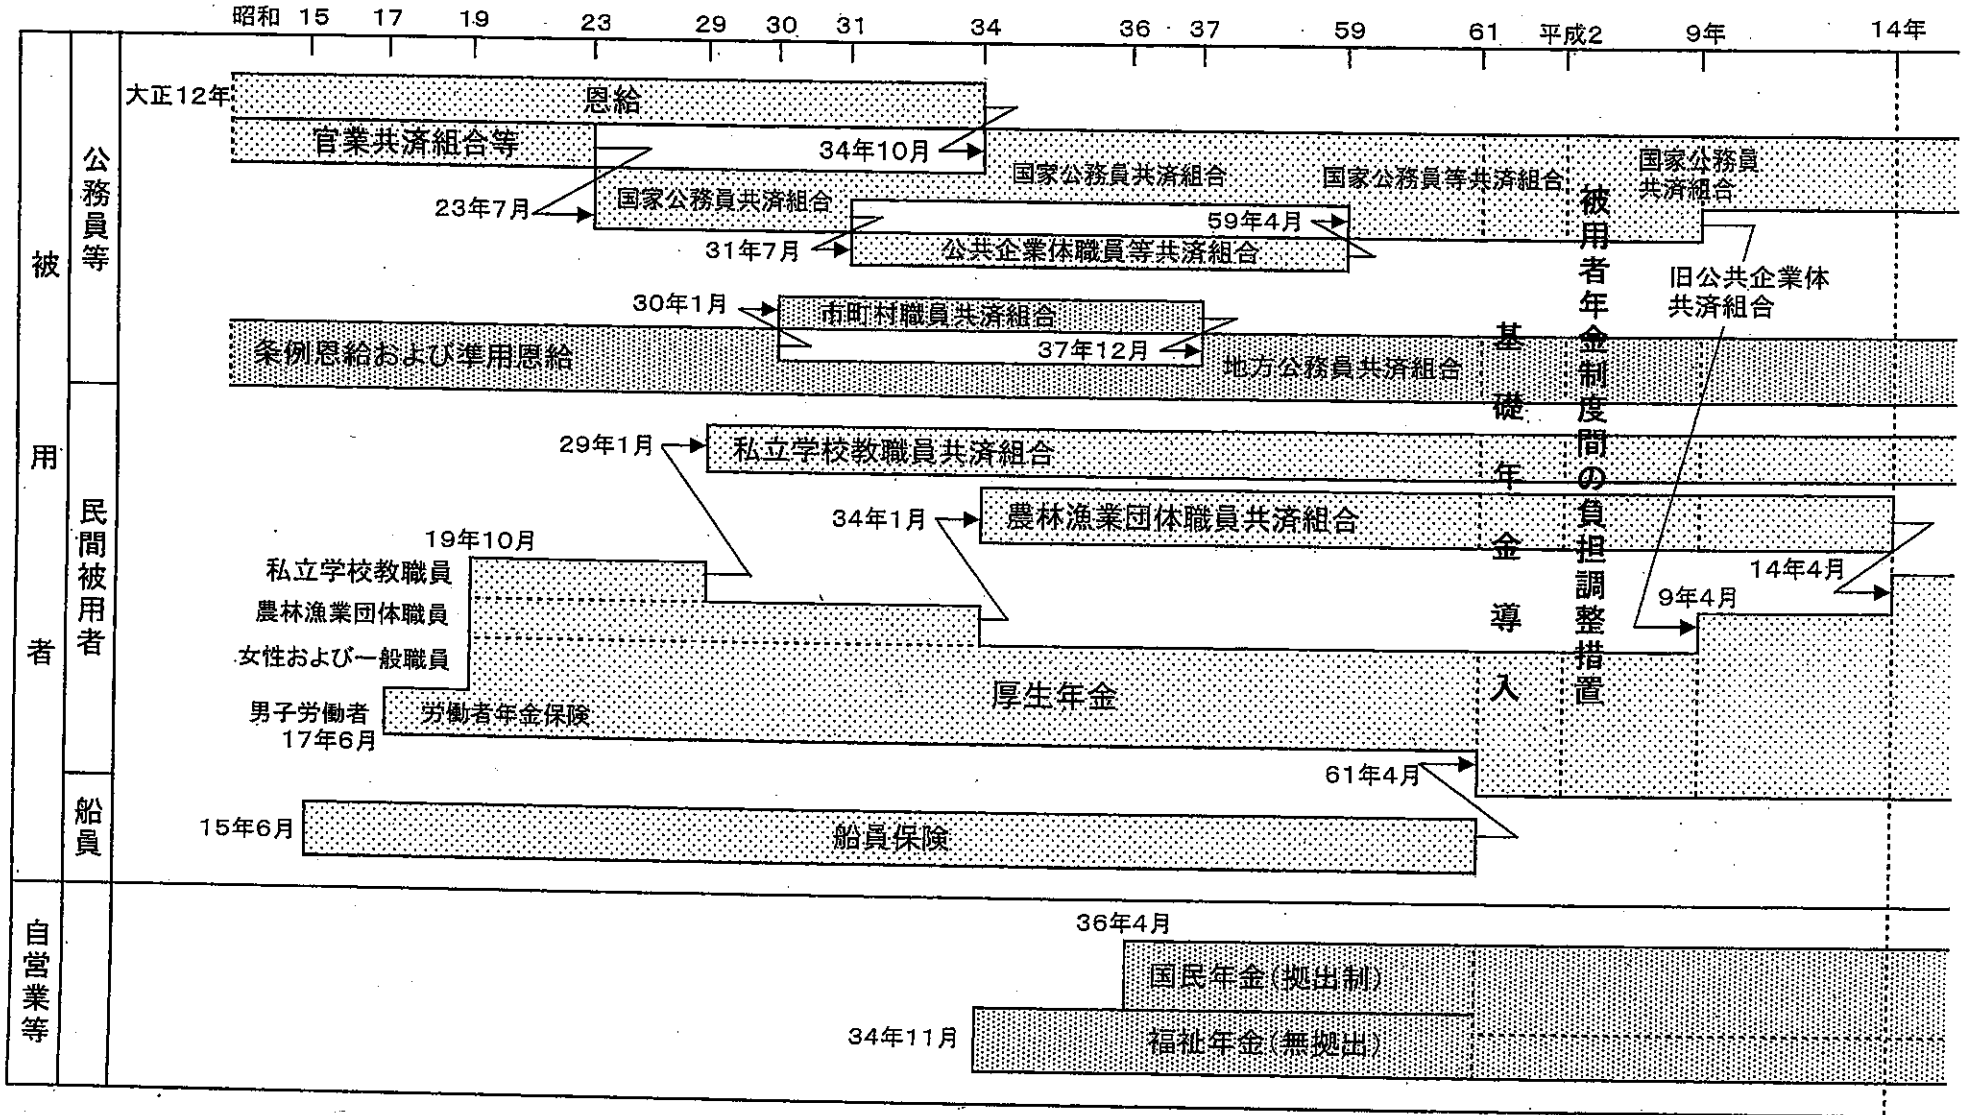 昭和 15 17 19 23 29 30 31 34 36 37 59 61 平成2 9年 14年
被用者
公務員等
大正12年
恩給
官業共済組合等
34年10月
23年7月
国家公務員共済組合
国家公務員共済組合
国家公務員等共済組合
国家公務員
共済組合
31年7月
59年4月
公共企業体職員等共済組合
旧公共企業体
共済組合
30年1月
市町村職員共済組合
条例恩給および準用恩給
37年12月
地方公務員共済組合
基礎年金導入
被用者年金制度間の負担調整措置
民間被用者
29年1月
私立学校教職員共済組合
34年1月
農林漁業団体職員共済組合
19年10月
私立学校教職員
農林漁業団体職員
女性および一般職員
男子労働者
17年6月
労働者年金保険
厚生年金
9年4月
14年4月
61年4月
船員
15年6月
船員保険
自営業等
36年4月
国民年金(拠出制)
34年11月
福祉年金(無拠出)